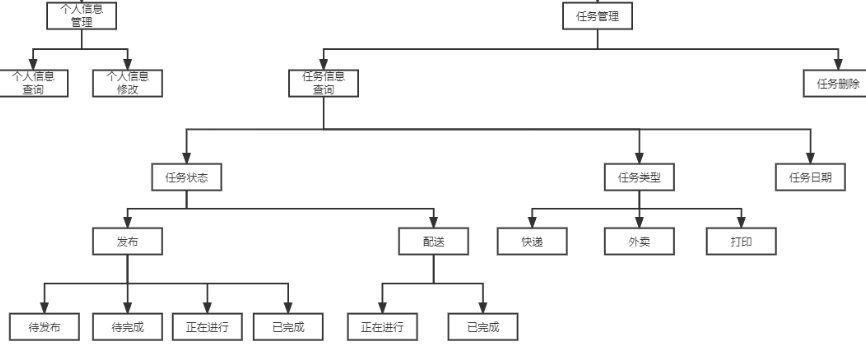 个人信息
管理
任务管理
个人信息
查询
个人信息
修改
任务信息
查询
任务删除
任务状态
任务类型
任务日期
发布
配送
快递
外卖
打印
待发布
待完成
正在进行
已完成
正在进行
已完成